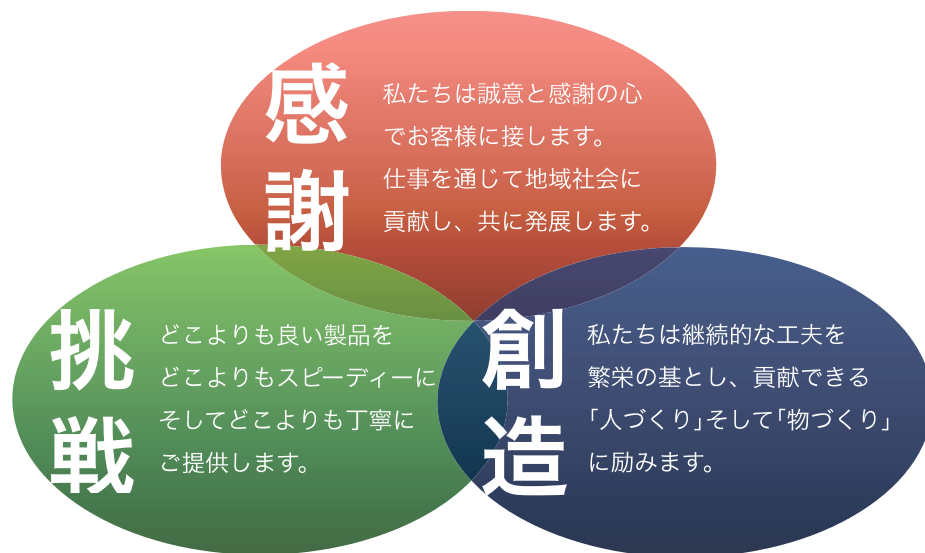 感謝
私たちは誠意と感謝の心
でお客様に接します。
仕事を通じて地域社会に
貢献し、共に発展します。
挑戦
どこよりも良い製品を
どこよりもスピーディーに
そしてどこよりも丁寧に
ご提供します。
創造
私たちは継続的な工夫を
繁栄の基とし、貢献できる
「人づくり」そして「物づくり」
に励みます。